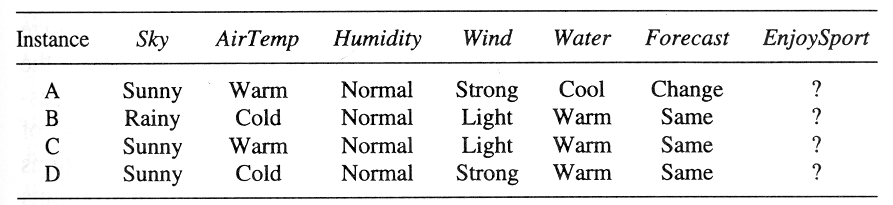 Instance Sky AirTemp Humidity Wind Water Forecast EnjoySport
A Sunny Warm Normal Strong Cool Change ?
B Rainy Cold Normal Light Warm Same ?
C Sunny Warm Normal Light Warm Same ?
D Sunny Cold Normal Strong Warm Same ?